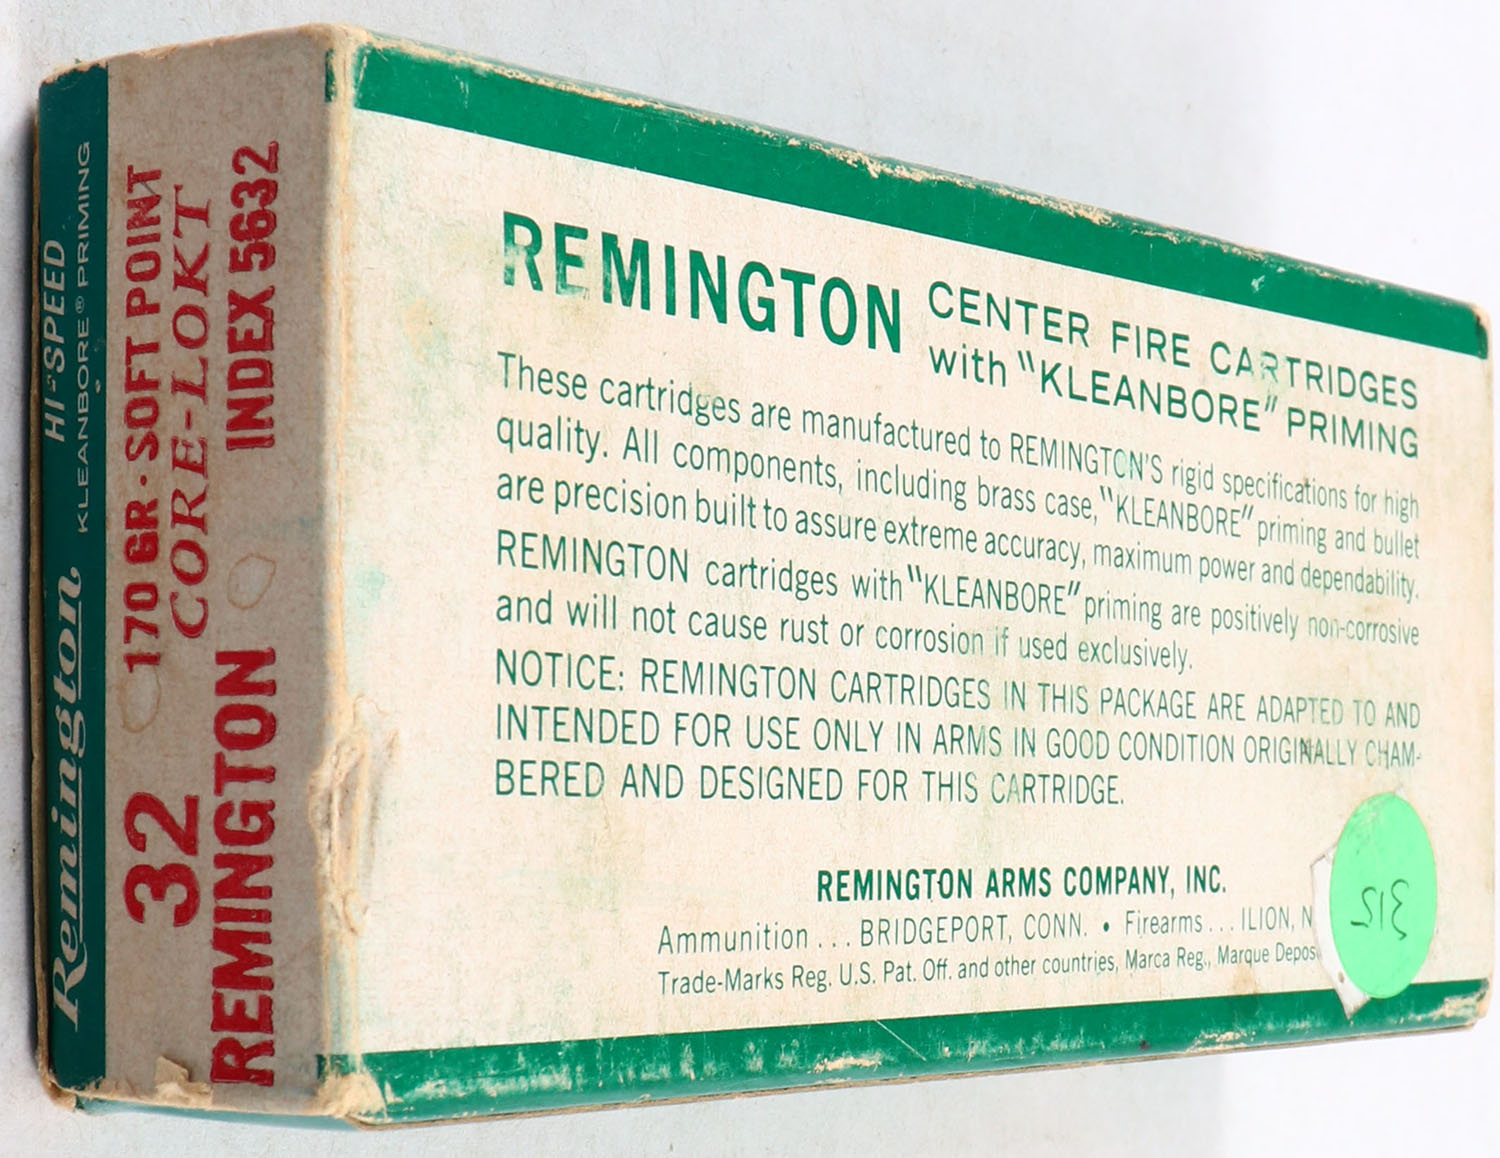 Remington HI-SPEED
KLEANBORE® PRIMING
32 170 GR.·SOFT POINT
CORE-LOKT
REMINGTON INDEX 5632
REMINGTON CENTER FIRE CARTRIDGES
with "KLEANBORE" PRIMING
These cartridges are manufactured to REMINGTON'S rigid specifications for high
quality. All components, including brass case, "KLEANBORE" priming and bullet
are precision built to assure extreme accuracy, maximum power and dependability.
REMINGTON cartridges with "KLEANBORE" priming are positively non-corrosive
and will not cause rust or corrosion if used exclusively.
NOTICE: REMINGTON CARTRIDGES IN THIS PACKAGE ARE ADAPTED TO AND
INTENDED FOR USE ONLY IN ARMS IN GOOD CONDITION ORIGINALLY CHAM-
BERED AND DESIGNED FOR THIS CARTRIDGE.
REMINGTON ARMS COMPANY, INC.
Ammunition ... BRIDGEPORT, CONN. • Firearms ... ILION, N
Trade-Marks Reg. U.S. Pat. Off. and other countries, Marca Reg., Marque Depos